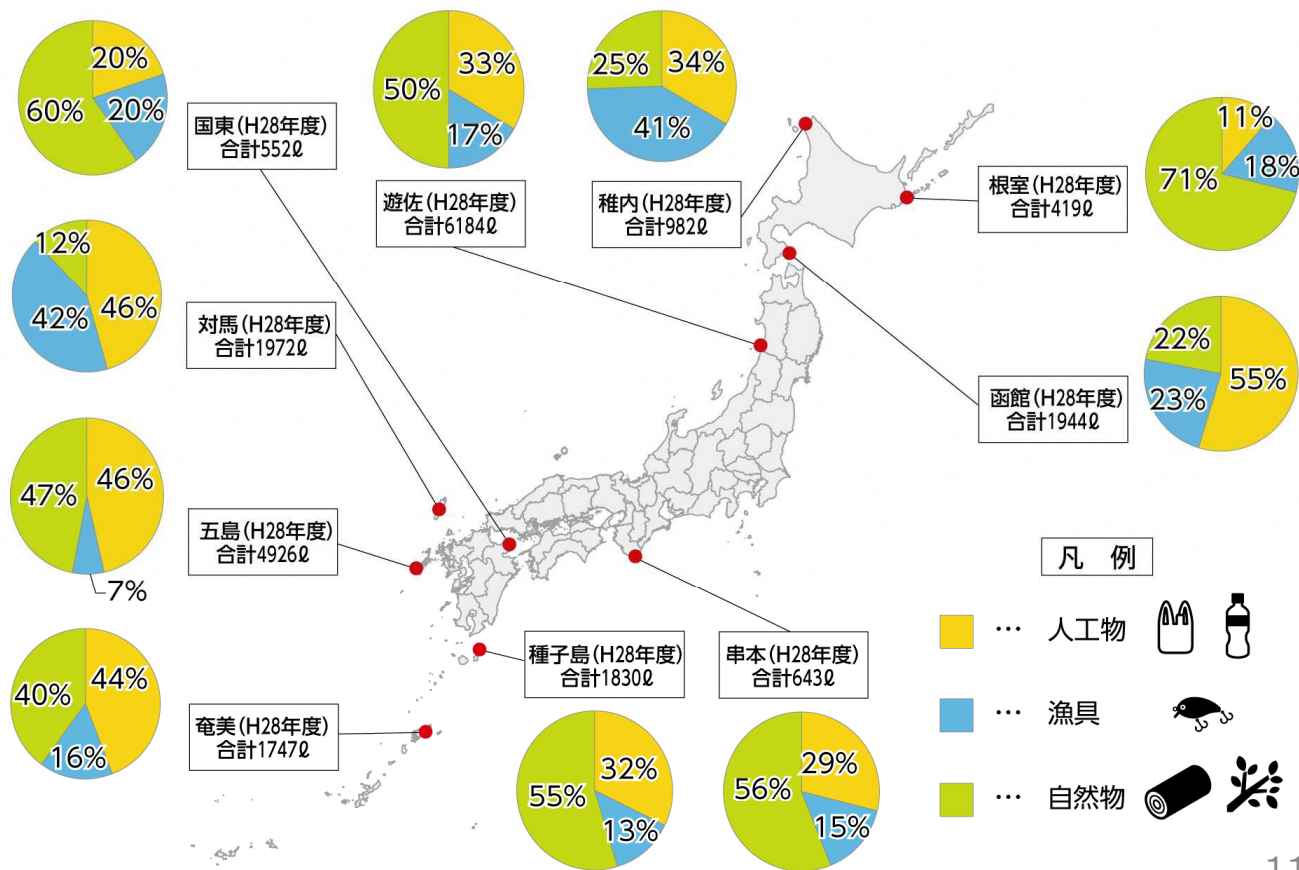 20%
20%
60%
国東(H28年度)
合計552ℓ
33%
17%
50%
遊佐(H28年度)
合計6184ℓ
34%
41%
25%
稚内(H28年度)
合計982ℓ
11%
18%
71%
根室(H28年度)
合計419ℓ
46%
42%
12%
対馬(H28年度)
合計1972ℓ
55%
23%
22%
函館(H28年度)
合計1944ℓ
46%
7%
47%
五島(H28年度)
合計4926ℓ
44%
16%
40%
奄美(H28年度)
合計1747ℓ
種子島(H28年度)
合計1830ℓ
32%
13%
55%
串本(H28年度)
合計643ℓ
29%
15%
56%
凡 例
… 人工物
… 漁具
… 自然物
11